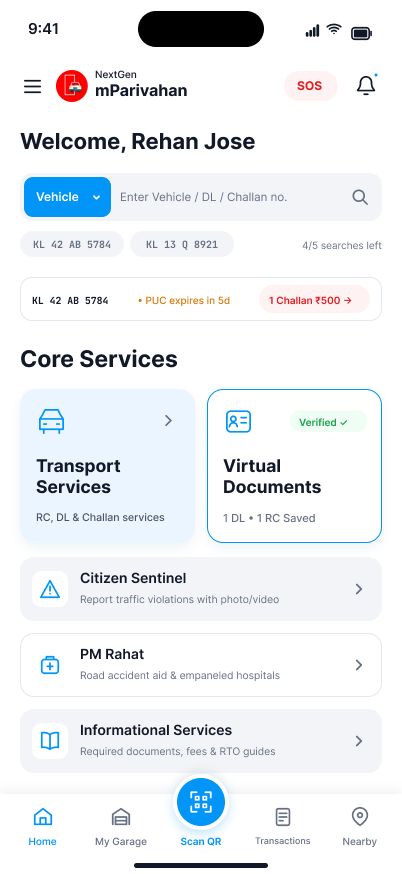 9:41
NextGen
mParivahan
SOS
Welcome, Rehan Jose
Vehicle
Enter Vehicle / DL / Challan no.
KL 42 AB 5784
KL 13 Q 8921
4/5 searches left
KL 42 AB 5784
• PUC expires in 5d
1 Challan ₹500 →
Core Services
Verified ✓
Transport
Services
RC, DL & Challan services
Virtual
Documents
1 DL • 1 RC Saved
Citizen Sentinel
Report traffic violations with photo/video
PM Rahat
Road accident aid & empaneled hospitals
Informational Services
Required documents, fees & RTO guides
Home
My Garage
Scan QR
Transactions
Nearby